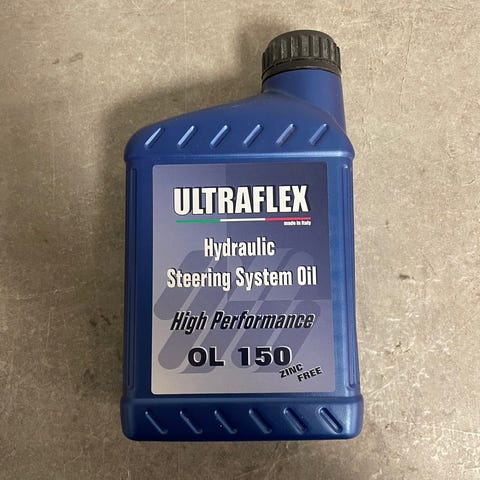 ULTRAFLEX
made in Italy
Hydraulic
Steering System Oil
High Performance
OL 150
ZINC
FREE